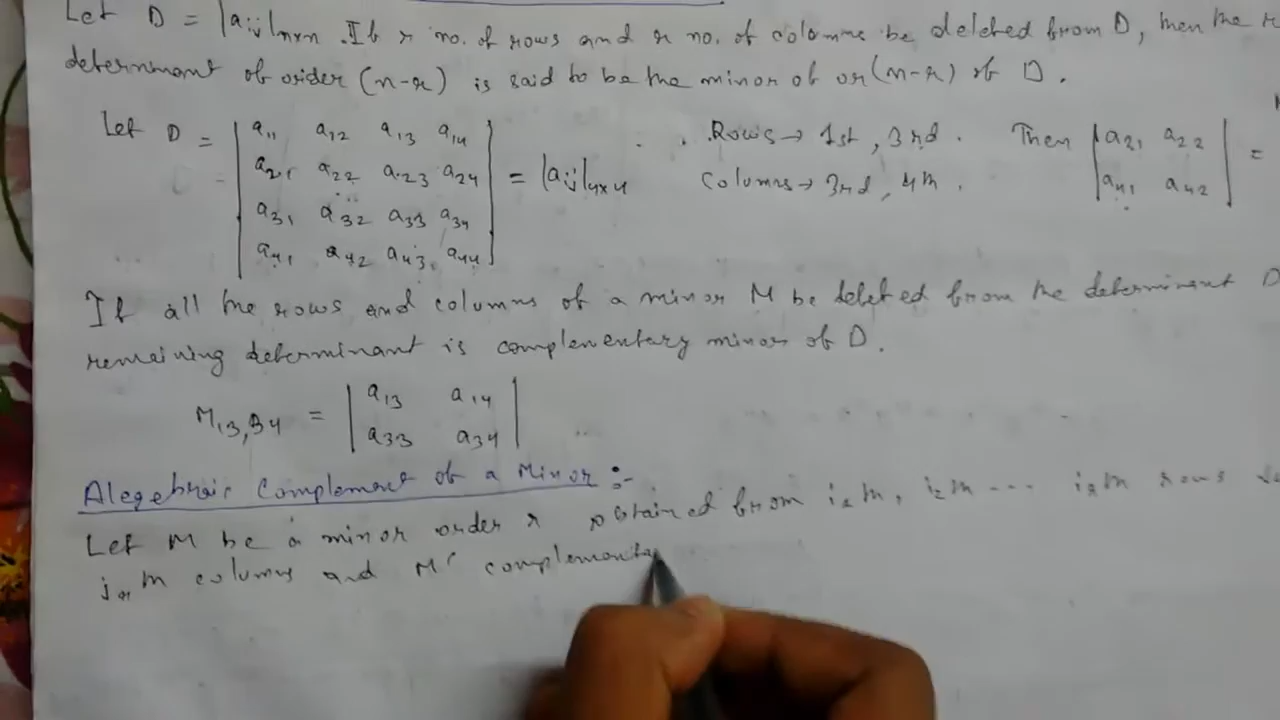 Let D = |aij|nxn . If r no. of rows and r no. of columns be deleted from D, then the
determinant of order (n-r) is said to be the minor of or (n-r) of D.
Let D = | a11 a12 a13 a14 | Rows → 1st, 3rd. Then | a21 a22 | =
| a21 a22 a23 a24 | = |aij|4x4 Columns → 3rd, 4th. | a41 a42 |
| a31 a32 a33 a34 |
| a41 a42 a43 a44 |
If all the rows and columns of a minor M be deleted from the determinant D
remaining determinant is complementary minor of D.
M13,34 = | a13 a14 |
| a33 a34 |
Alegebraic Complement of a Minor :-
Let M be a minor order r obtained from i2th, i2th ... irth rows
jrth columns and M' complementa